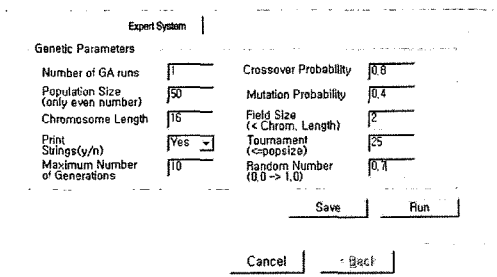 Expert System
Genetic Parameters
Number of GA runs 1 Crossover Probability 0,8
Population Size
(only even number) 50 Mutation Probability 0,4
Chromosome Length 16 Field Size
(< Chrom. Length) 2
Print
Strings(y/n) Yes Tournament
(<=popsize) 25
Maximum Number
of Generations 10 Random Number
(0,0 -> 1,0) 0,7
Save Run
Cancel < Back